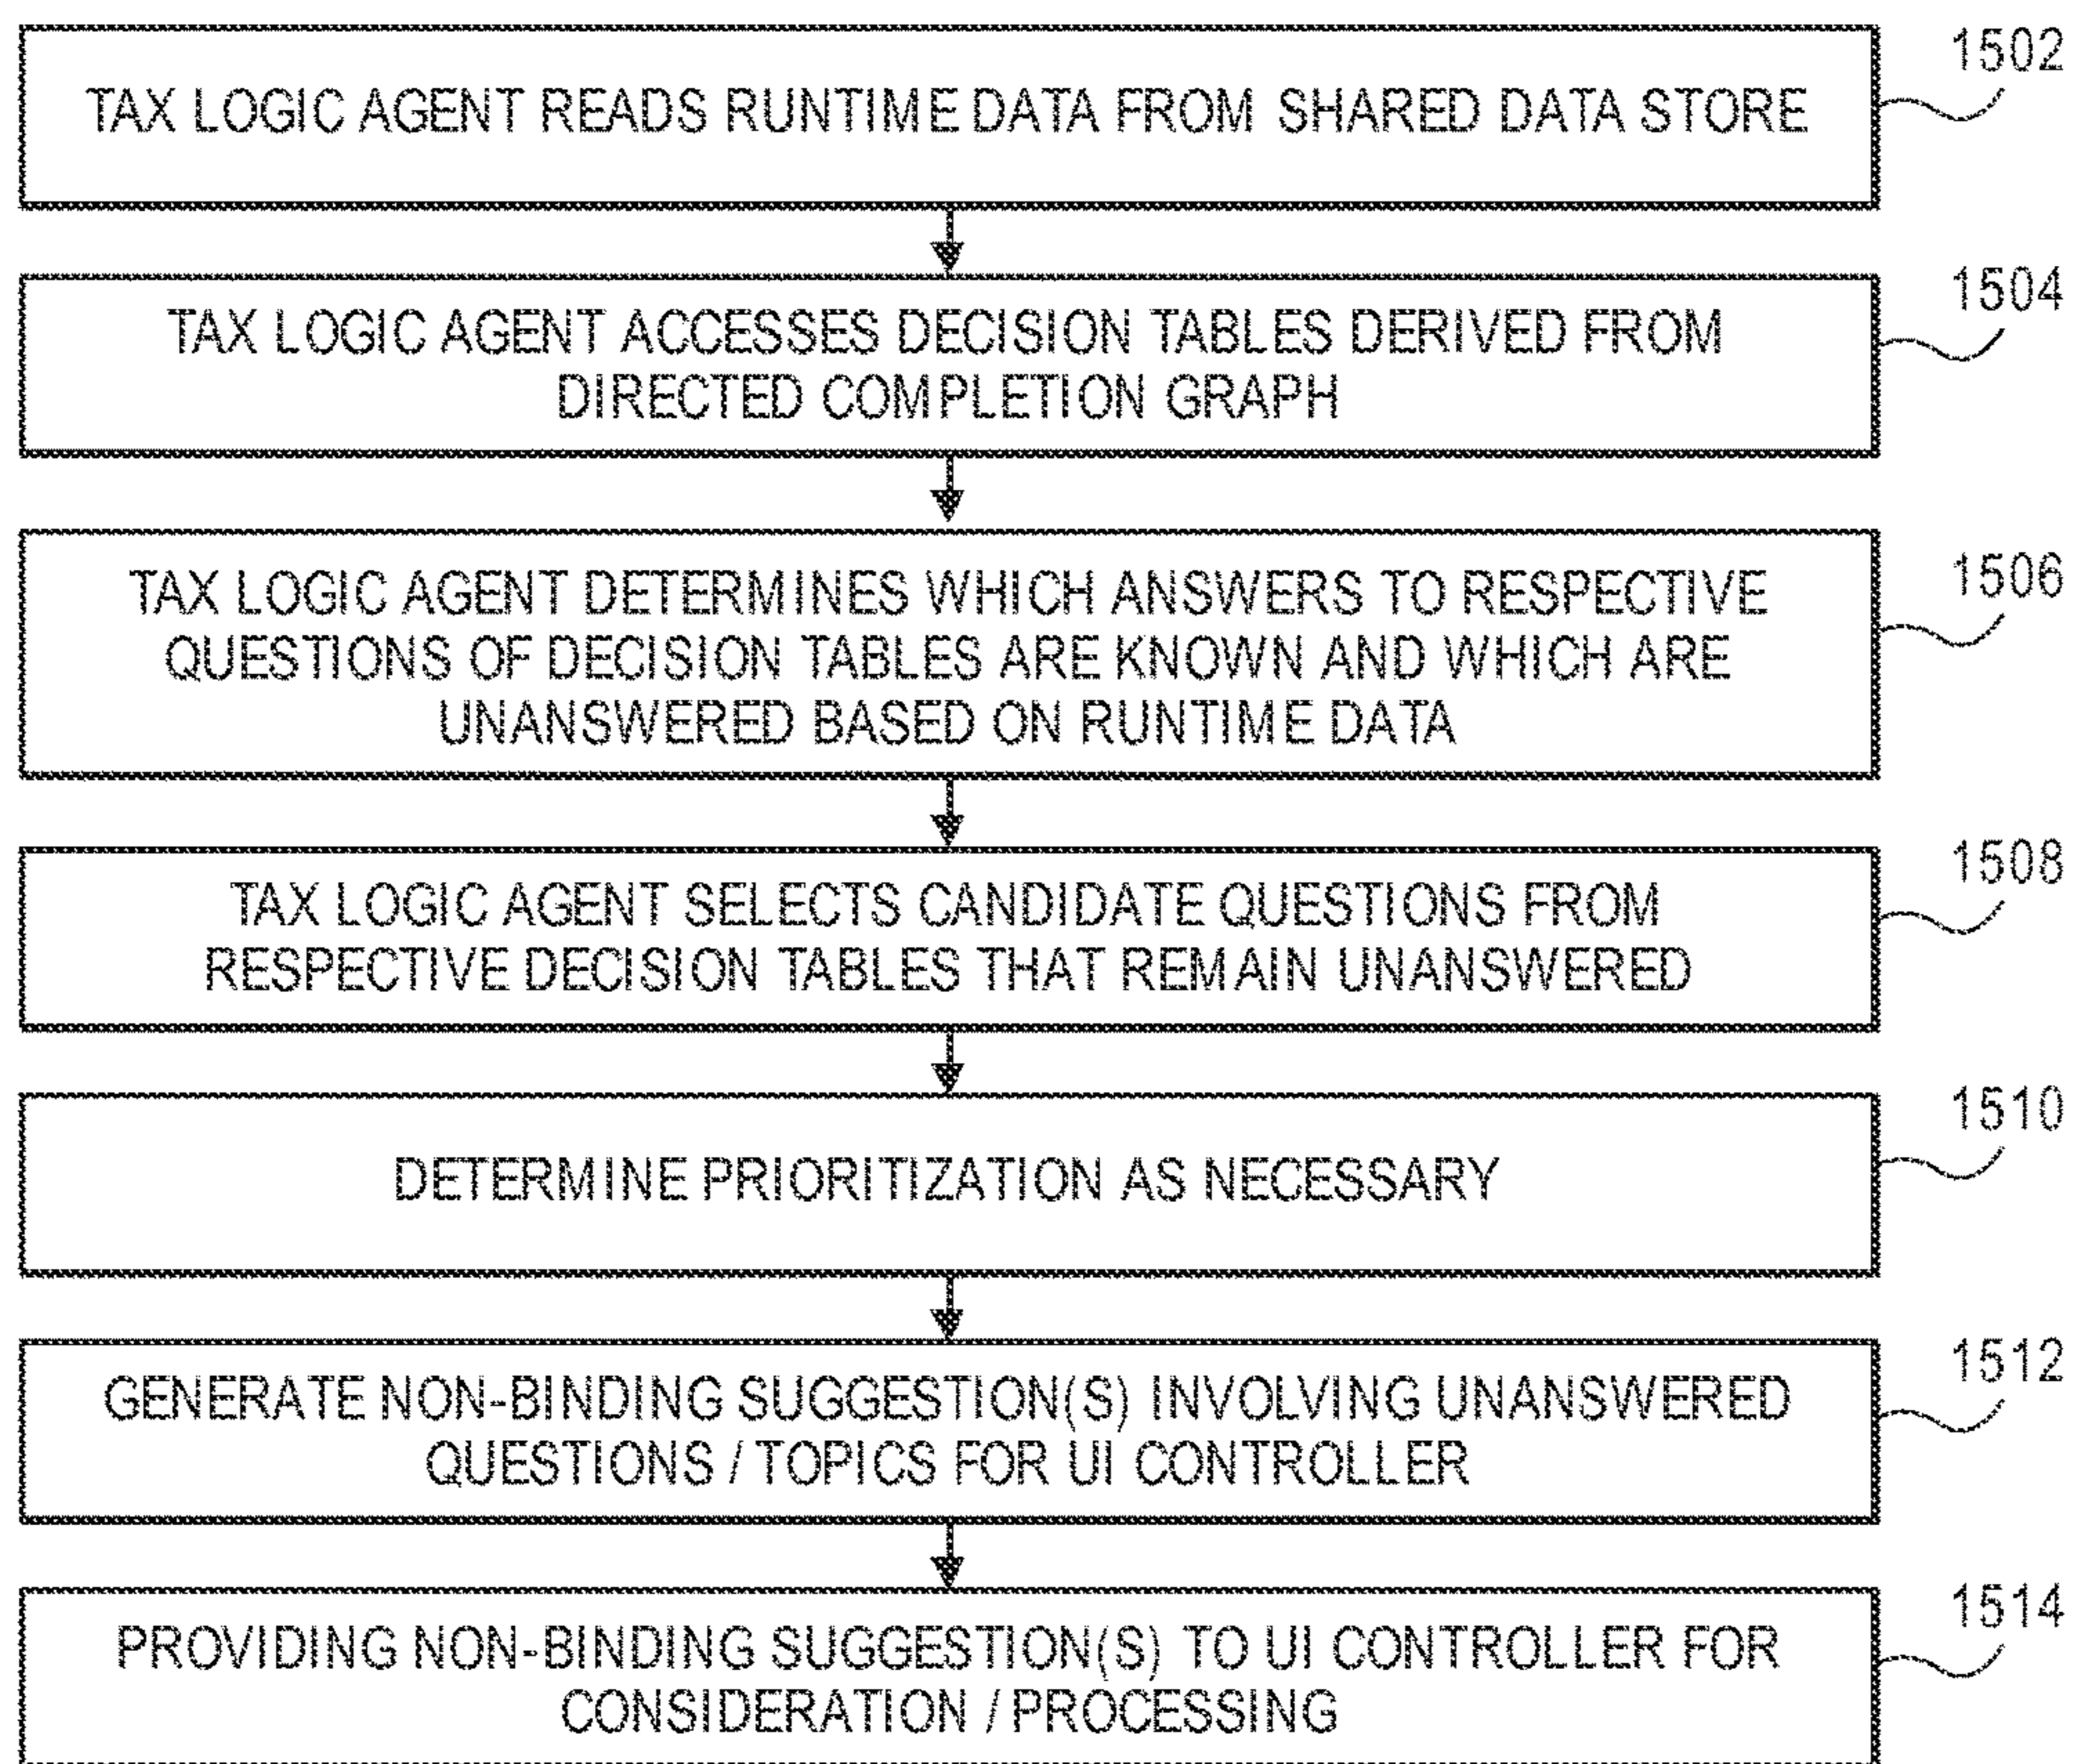 1502
TAX LOGIC AGENT READS RUNTIME DATA FROM SHARED DATA STORE
1504
TAX LOGIC AGENT ACCESSES DECISION TABLES DERIVED FROM
DIRECTED COMPLETION GRAPH
1506
TAX LOGIC AGENT DETERMINES WHICH ANSWERS TO RESPECTIVE
QUESTIONS OF DECISION TABLES ARE KNOWN AND WHICH ARE
UNANSWERED BASED ON RUNTIME DATA
1508
TAX LOGIC AGENT SELECTS CANDIDATE QUESTIONS FROM
RESPECTIVE DECISION TABLES THAT REMAIN UNANSWERED
1510
DETERMINE PRIORITIZATION AS NECESSARY
1512
GENERATE NON-BINDING SUGGESTION(S) INVOLVING UNANSWERED
QUESTIONS / TOPICS FOR UI CONTROLLER
1514
PROVIDING NON-BINDING SUGGESTION(S) TO UI CONTROLLER FOR
CONSIDERATION / PROCESSING